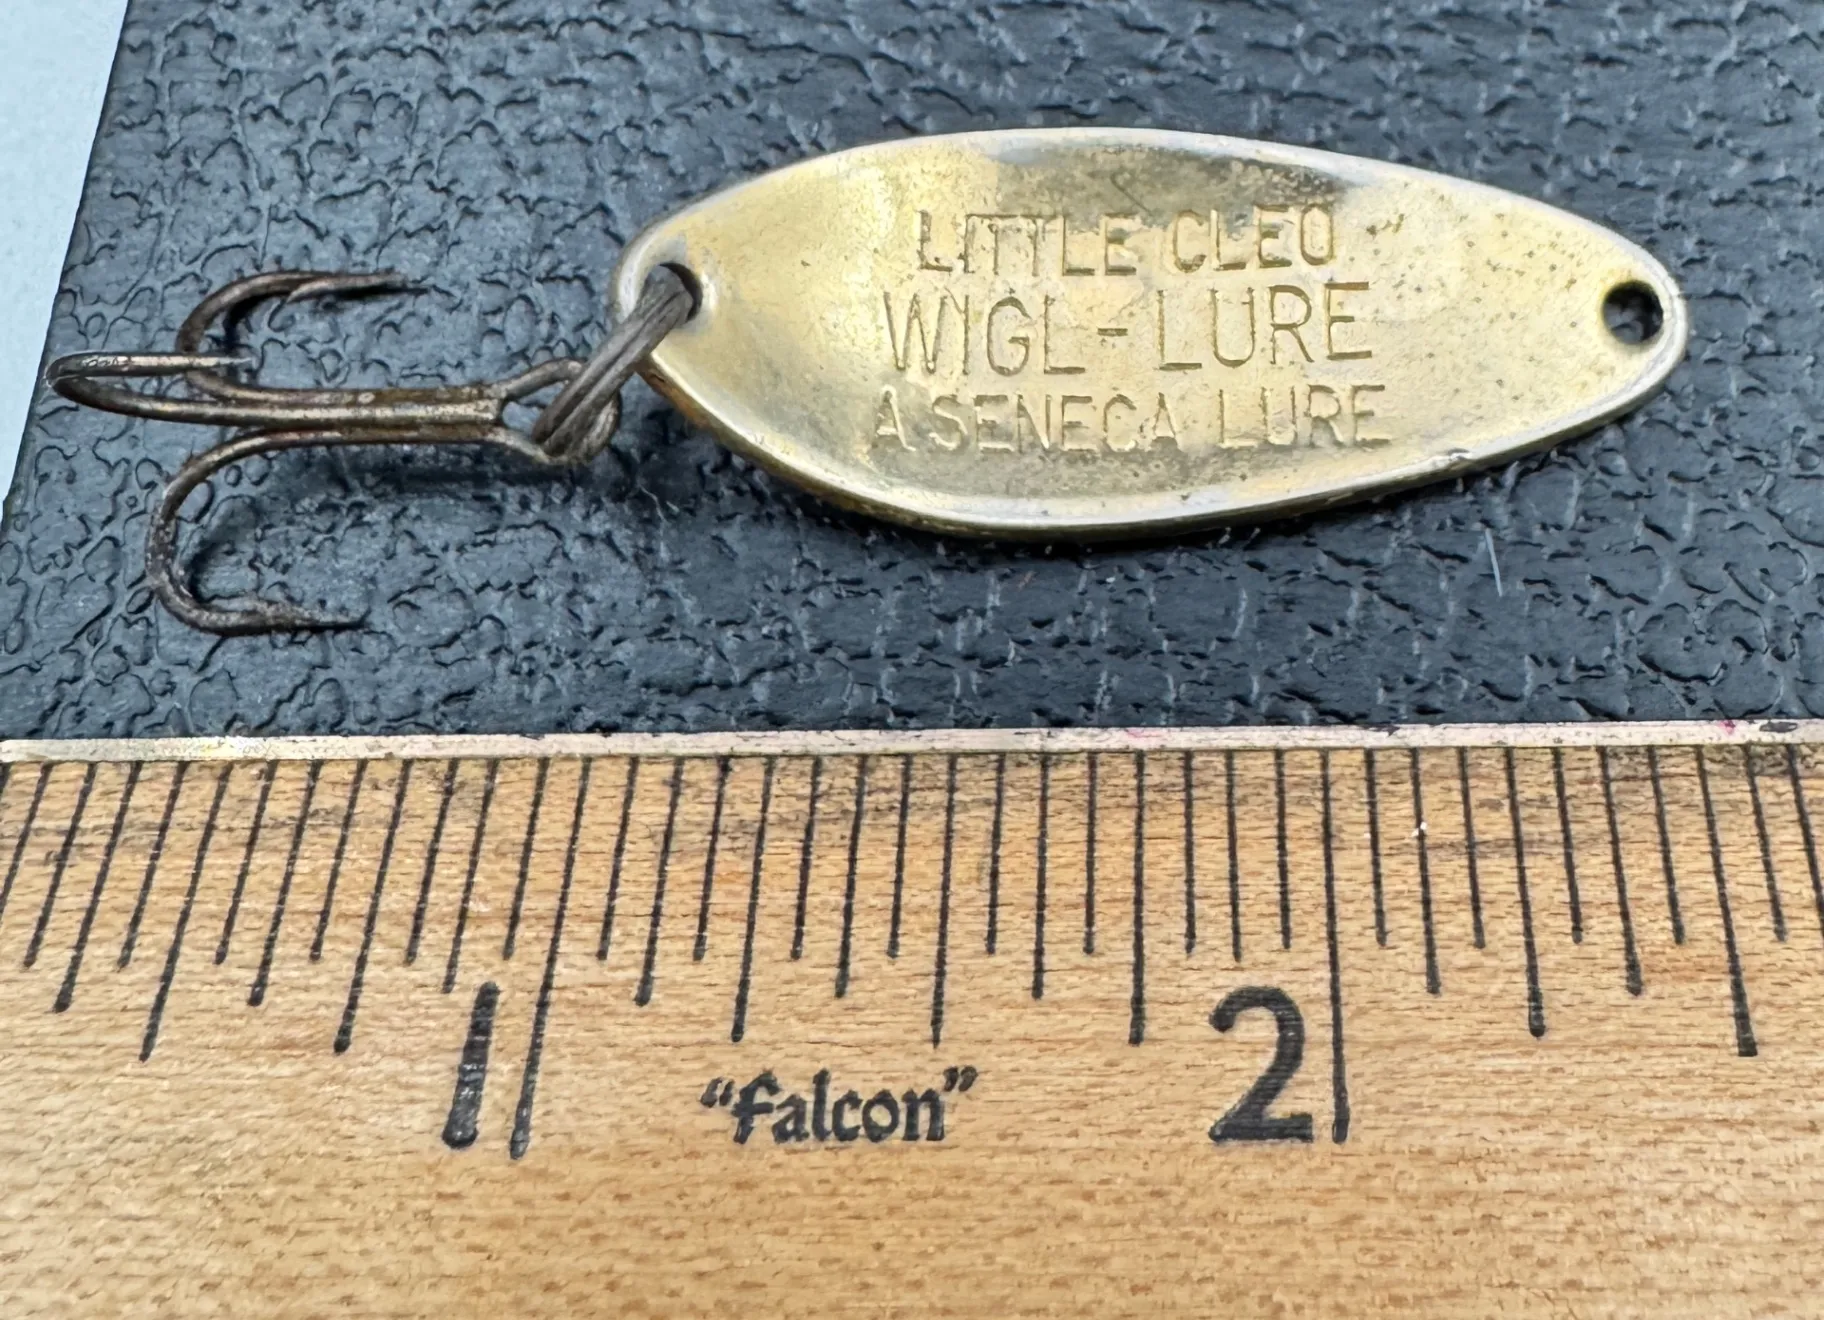 LITTLE CLEO
WIGL-LURE
A SENECA LURE
1 2
"Falcon"